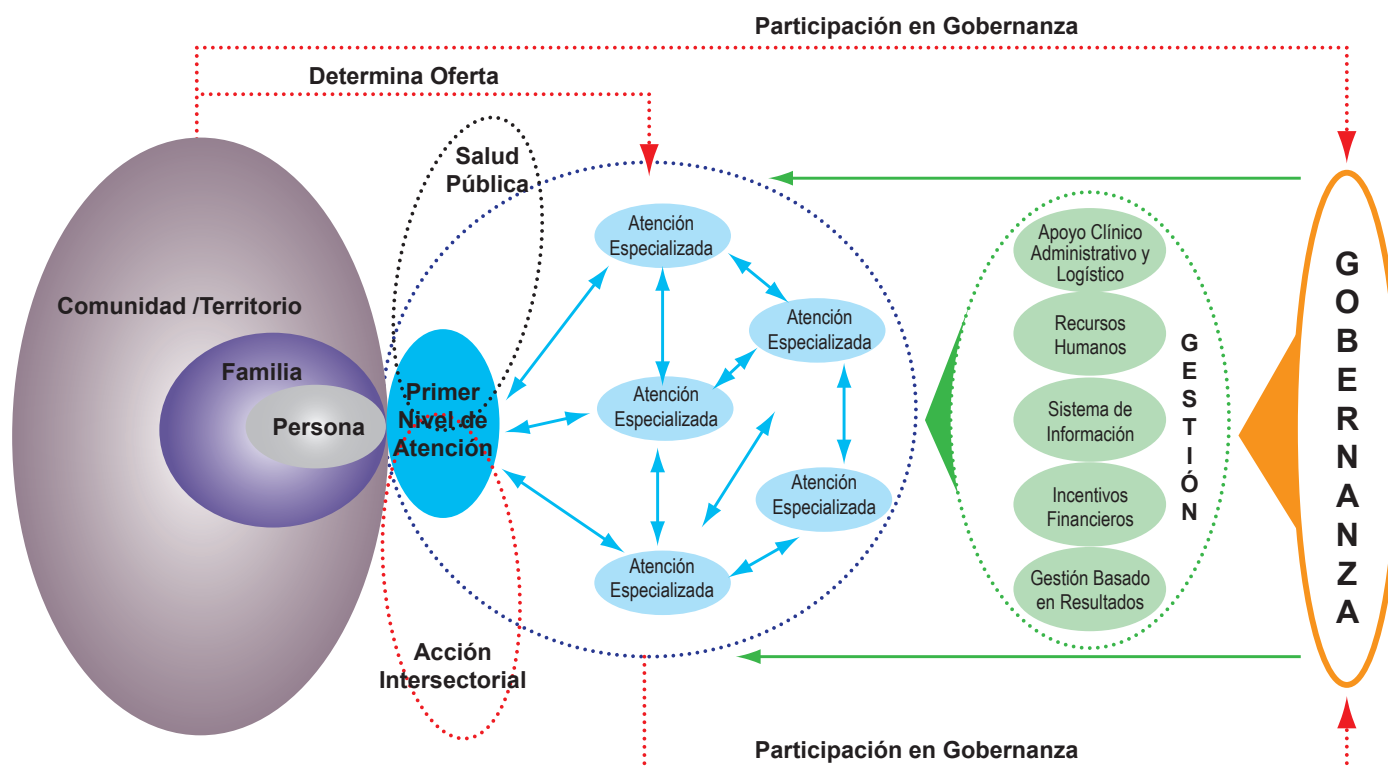 Participación en Gobernanza
Determina Oferta
Salud
Pública
Comunidad /Territorio
Familia
Persona
Primer
Nivel de
Atención
Acción
Intersectorial
Atención
Especializada
Atención
Especializada
Atención
Especializada
Atención
Especializada
Atención
Especializada
Apoyo Clínico
Administrativo y
Logístico
Recursos
Humanos
Sistema de
Información
Incentivos
Financieros
Gestión Basado
en Resultados
GESTIÓN
GOBERNANZA
Participación en Gobernanza